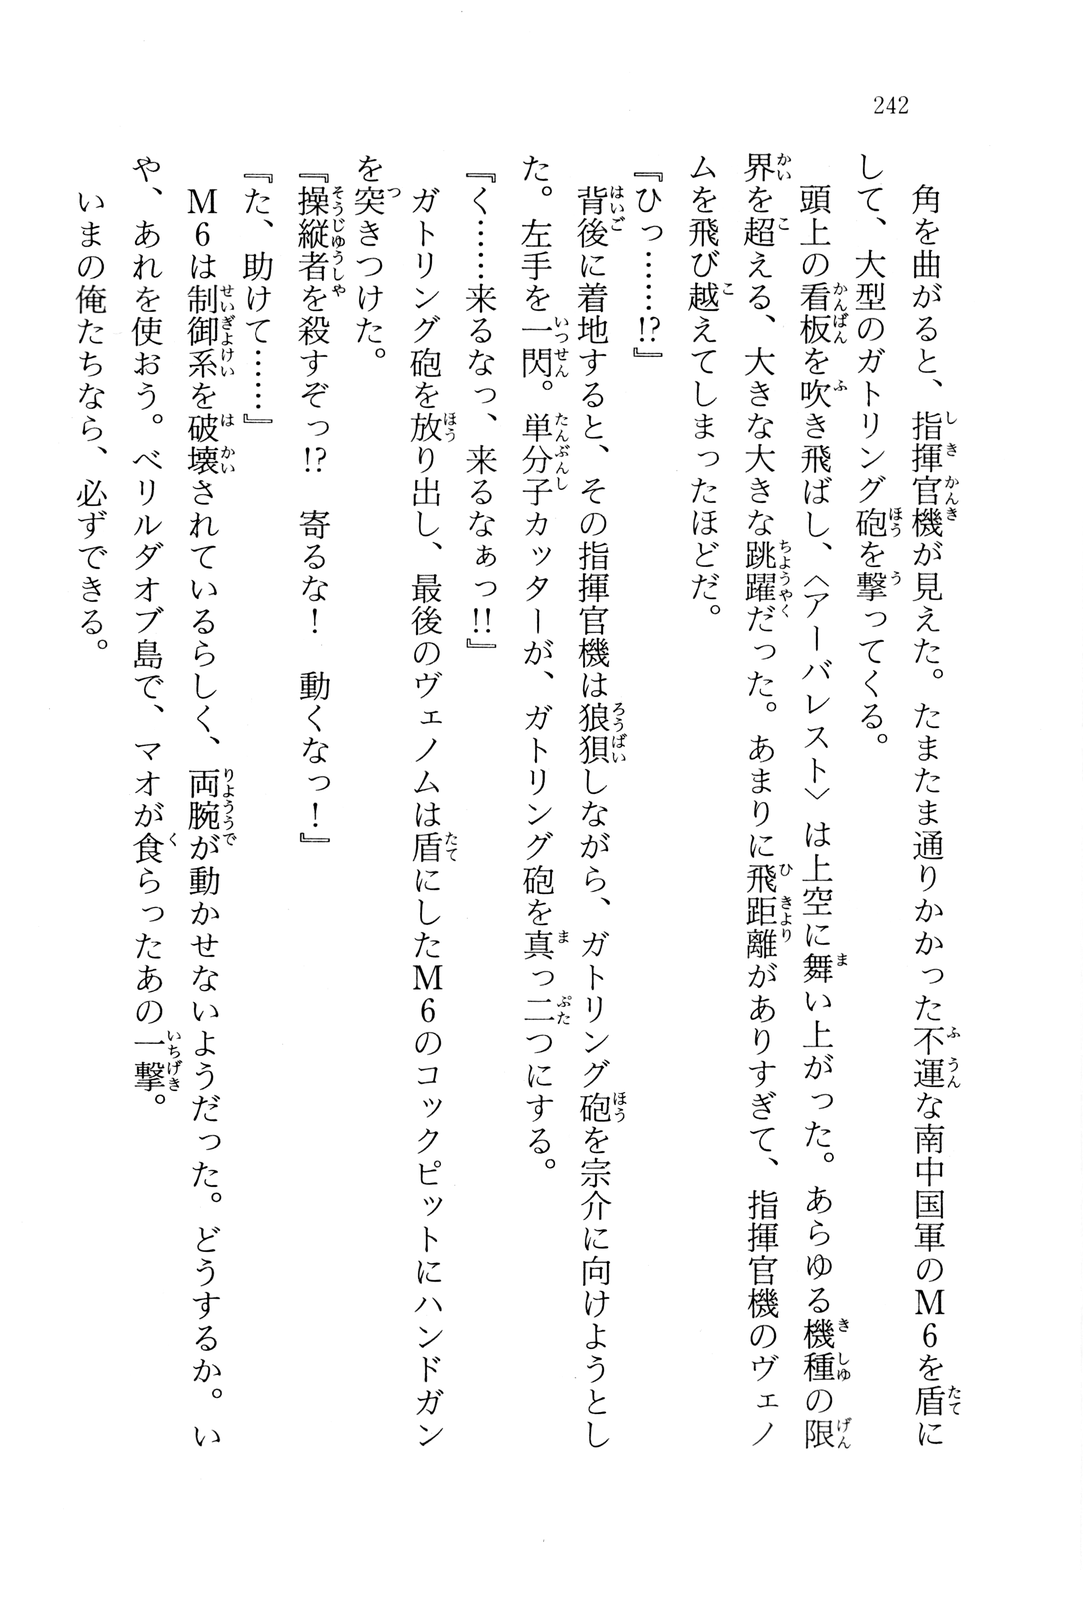 242
角を曲がると、指揮官機が見えた。たまたま通りかかった不運な南中国軍のM6を盾に
して、大型のガトリング砲を撃ってくる。
頭上の看板を吹き飛ばし、〈アーバレスト〉は上空に舞い上がった。あらゆる機種の限
界を超える、大きな大きな跳躍だった。あまりに飛距離がありすぎて、指揮官機のヴェノ
ムを飛び越えてしまったほどだ。
『ひっ……!?』
背後に着地すると、その指揮官機は狼狽しながら、ガトリング砲を宗介に向けようとし
た。左手を一閃。単分子カッターが、ガトリング砲を真っ二つにする。
『く……来るなっ、来るなぁっ!!』
ガトリング砲を放り出し、最後のヴェノムは盾にしたM6のコックピットにハンドガン
を突きつけた。
『操縦者を殺すぞっ!?　寄るな！　動くなっ！』
『た、助けて……』
M6は制御系を破壊されているらしく、両腕が動かせないようだった。どうするか。い
や、あれを使おう。ベリルダオブ島で、マオが食らったあの一撃。
いまの俺たちなら、必ずできる。